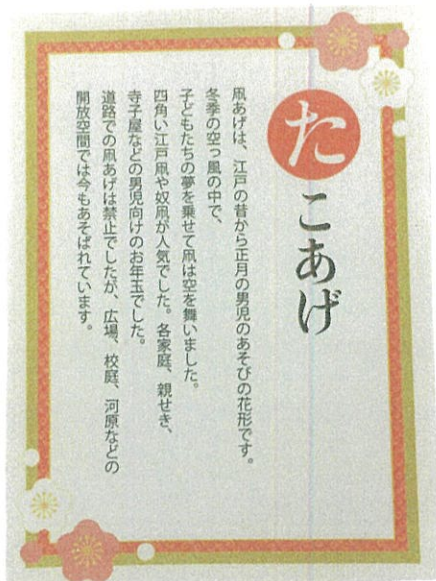 たこあげ
凧あげは、江戸の昔から正月の男児のあそびの花形です。
冬季の空っ風の中で、
子どもたちの夢を乗せて凧は空を舞いました。
四角い江戸凧や奴凧が人気でした。各家庭、親せき、
寺子屋などの男児向けのお年玉でした。
道路での凧あげは禁止でしたが、広場、校庭、河原などの
開放空間では今もあそばれています。